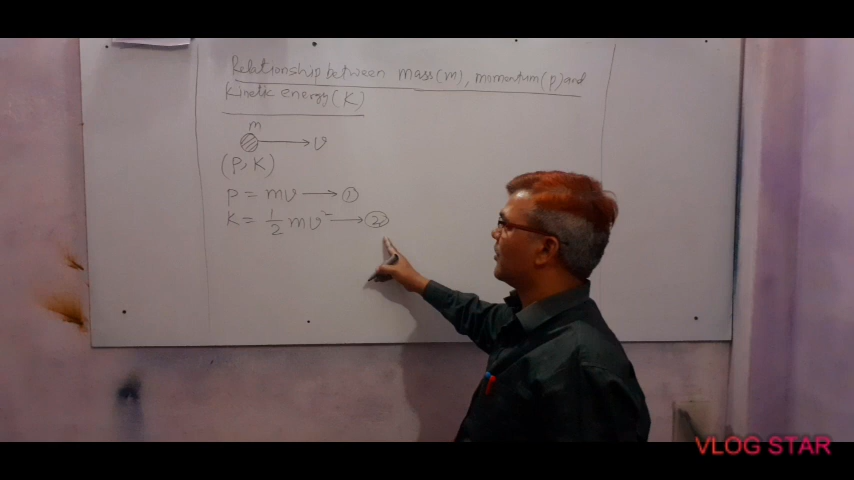 Relationship between mass(m), momentum(p) and
kinetic energy(K)
m
v
(P, K)
P = mv → ①
K = 1/2 mv² → ②
VLOG STAR